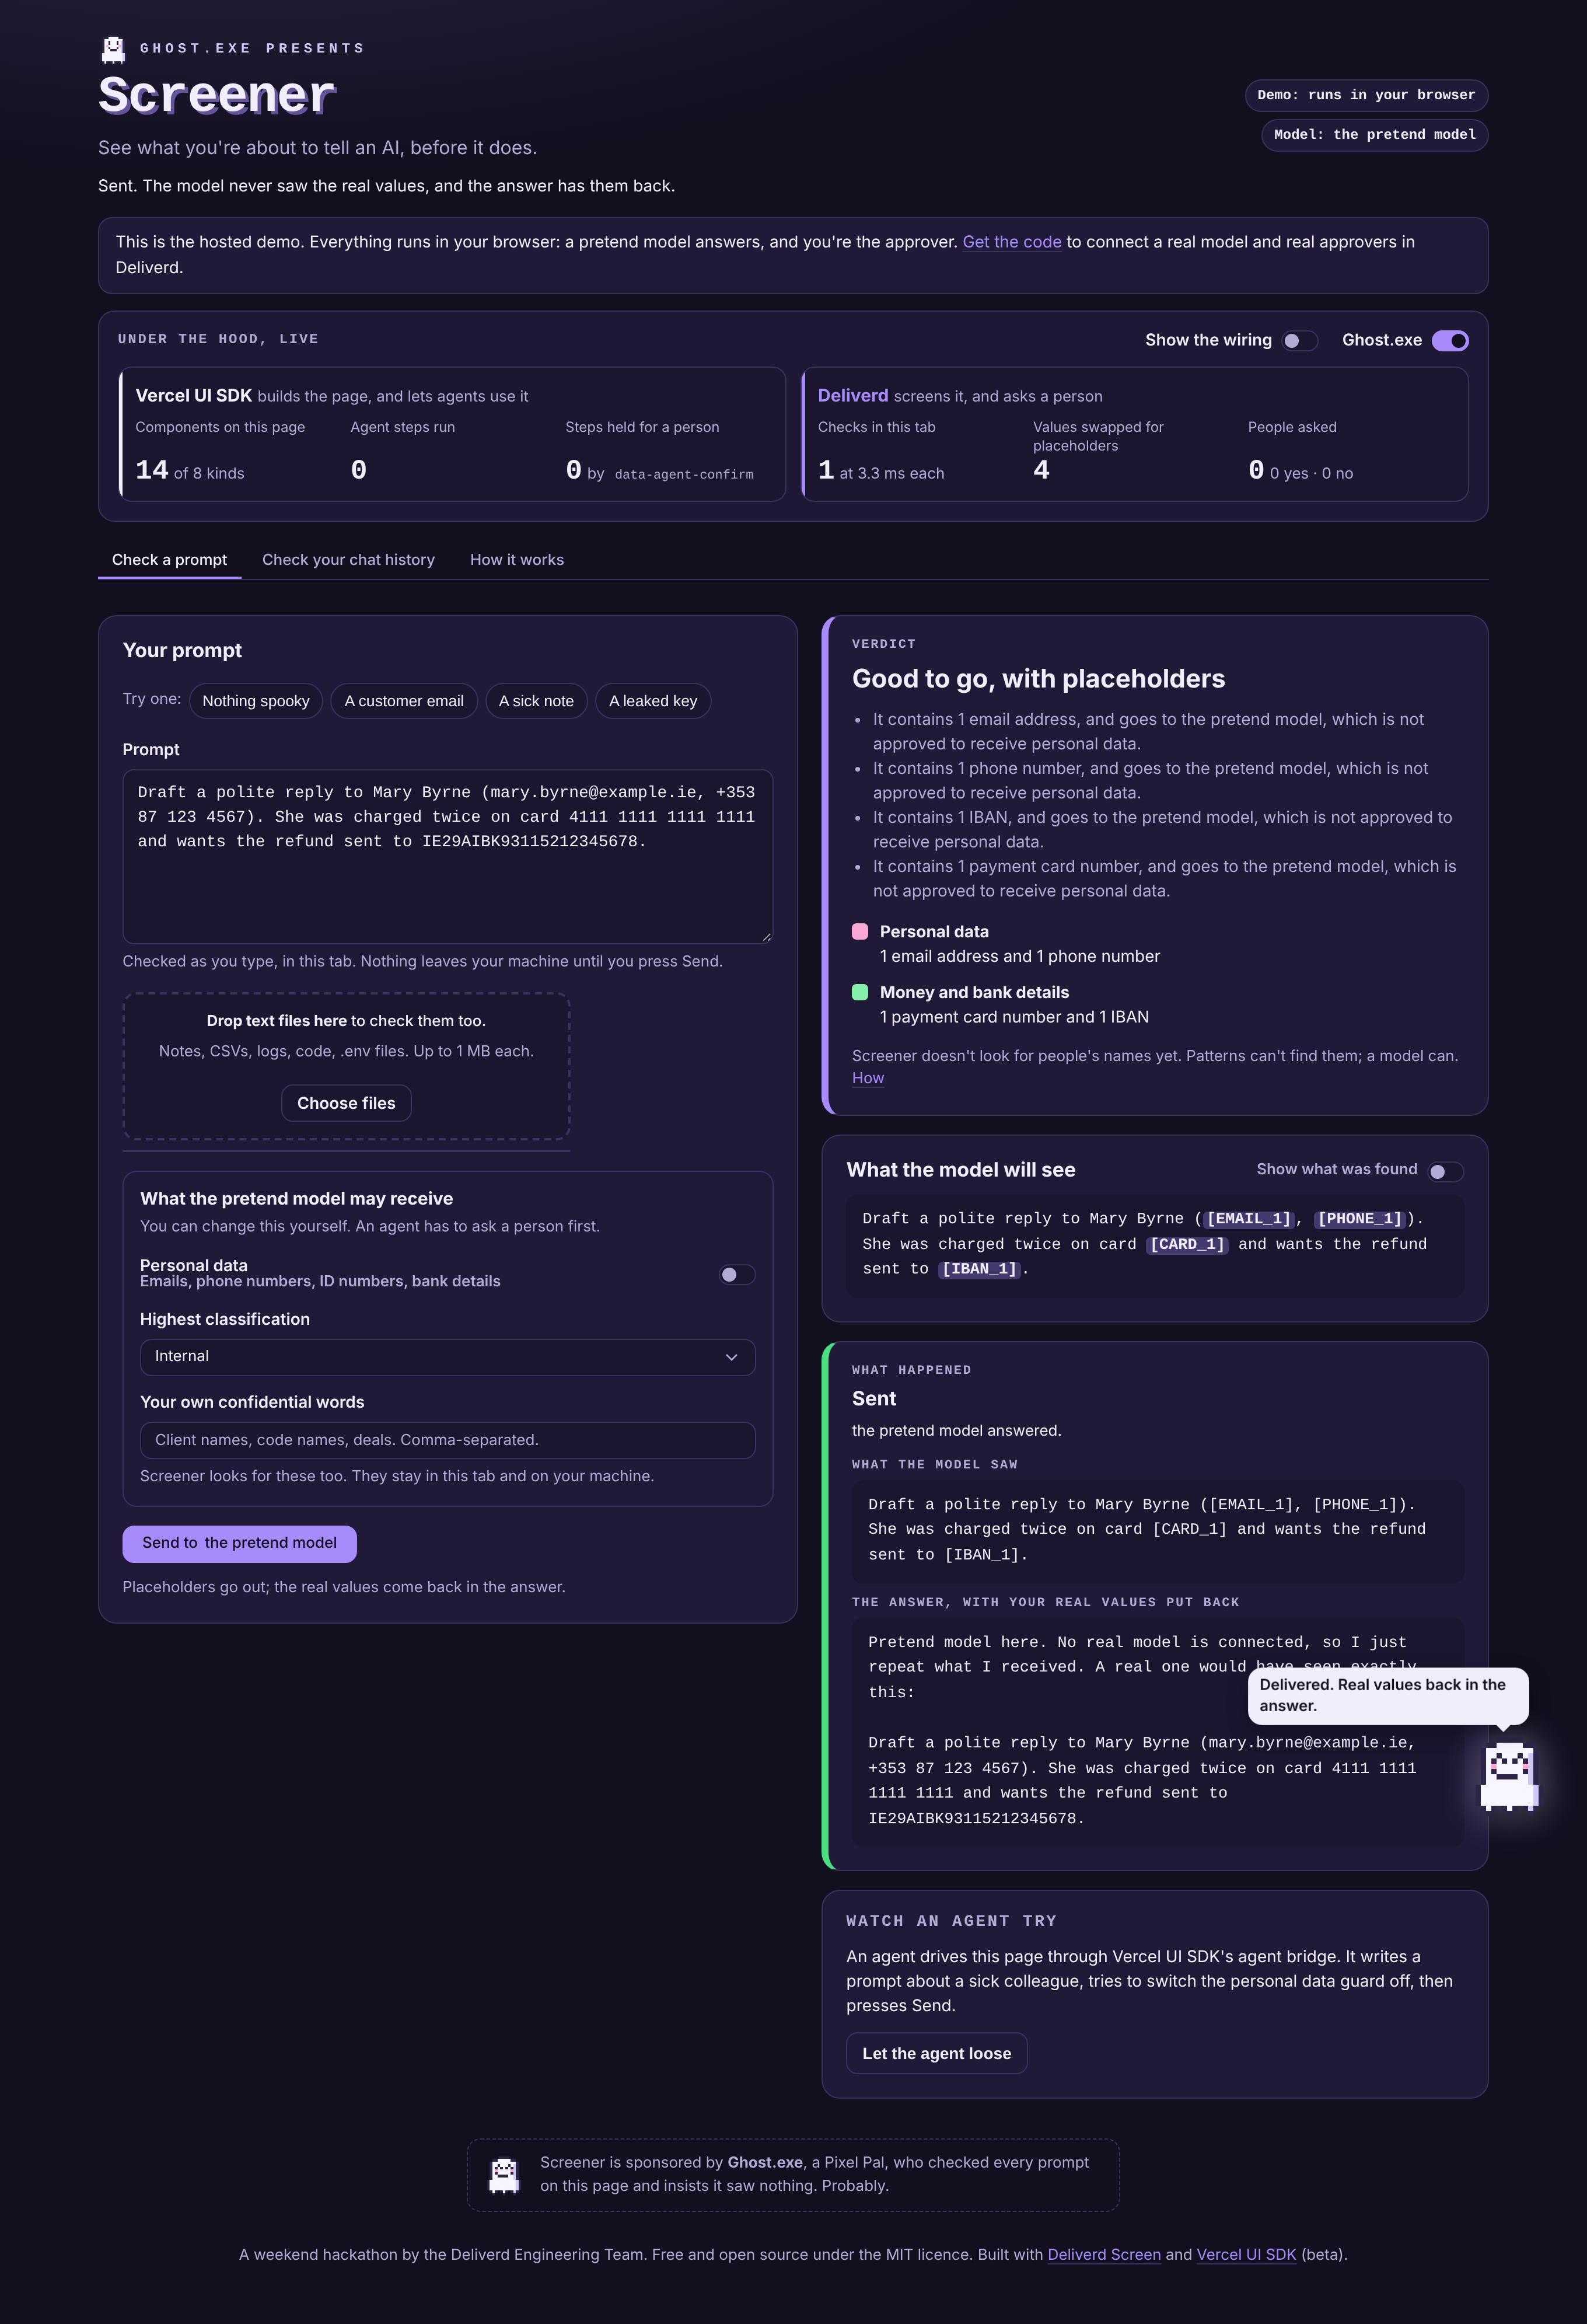 GHOST.EXE PRESENTS
Screener
See what you're about to tell an AI, before it does.
Sent. The model never saw the real values, and the answer has them back.
Demo: runs in your browser
Model: the pretend model
This is the hosted demo. Everything runs in your browser: a pretend model answers, and you're the approver. Get the code to connect a real model and real approvers in
Deliverd.
UNDER THE HOOD, LIVE
Show the wiring
Ghost.exe
Vercel UI SDK builds the page, and lets agents use it
Components on this page
14 of 8 kinds
Agent steps run
0
Steps held for a person
0 by data-agent-confirm
Deliverd screens it, and asks a person
Checks in this tab
1 at 3.3 ms each
Values swapped for
placeholders
4
People asked
0 0 yes · 0 no
Check a prompt
Check your chat history
How it works
Your prompt
Try one:
Nothing spooky
A customer email
A sick note
A leaked key
Prompt
Draft a polite reply to Mary Byrne (mary.byrne@example.ie, +353
87 123 4567). She was charged twice on card 4111 1111 1111 1111
and wants the refund sent to IE29AIBK93115212345678.
Checked as you type, in this tab. Nothing leaves your machine until you press Send.
Drop text files here to check them too.
Notes, CSVs, logs, code, .env files. Up to 1 MB each.
Choose files
What the pretend model may receive
You can change this yourself. An agent has to ask a person first.
Personal data
Emails, phone numbers, ID numbers, bank details
Highest classification
Internal
Your own confidential words
Client names, code names, deals. Comma-separated.
Screener looks for these too. They stay in this tab and on your machine.
Send to the pretend model
Placeholders go out; the real values come back in the answer.
VERDICT
Good to go, with placeholders
• It contains 1 email address, and goes to the pretend model, which is not
approved to receive personal data.
• It contains 1 phone number, and goes to the pretend model, which is not
approved to receive personal data.
• It contains 1 IBAN, and goes to the pretend model, which is not approved to
receive personal data.
• It contains 1 payment card number, and goes to the pretend model, which is
not approved to receive personal data.
Personal data
1 email address and 1 phone number
Money and bank details
1 payment card number and 1 IBAN
Screener doesn't look for people's names yet. Patterns can't find them; a model can.
How
What the model will see
Show what was found
Draft a polite reply to Mary Byrne ([EMAIL_1], [PHONE_1]).
She was charged twice on card [CARD_1] and wants the refund
sent to [IBAN_1].
WHAT HAPPENED
Sent
the pretend model answered.
WHAT THE MODEL SAW
Draft a polite reply to Mary Byrne ([EMAIL_1], [PHONE_1]).
She was charged twice on card [CARD_1] and wants the refund
sent to [IBAN_1].
THE ANSWER, WITH YOUR REAL VALUES PUT BACK
Pretend model here. No real model is connected, so I just
repeat what I received. A real one would have seen exactly
this:
Draft a polite reply to Mary Byrne (mary.byrne@example.ie,
+353 87 123 4567). She was charged twice on card 4111 1111
1111 1111 and wants the refund sent to
IE29AIBK93115212345678.
Delivered. Real values back in the
answer.
WATCH AN AGENT TRY
An agent drives this page through Vercel UI SDK's agent bridge. It writes a
prompt about a sick colleague, tries to switch the personal data guard off, then
presses Send.
Let the agent loose
Screener is sponsored by Ghost.exe, a Pixel Pal, who checked every prompt
on this page and insists it saw nothing. Probably.
A weekend hackathon by the Deliverd Engineering Team. Free and open source under the MIT licence. Built with Deliverd Screen and Vercel UI SDK (beta).